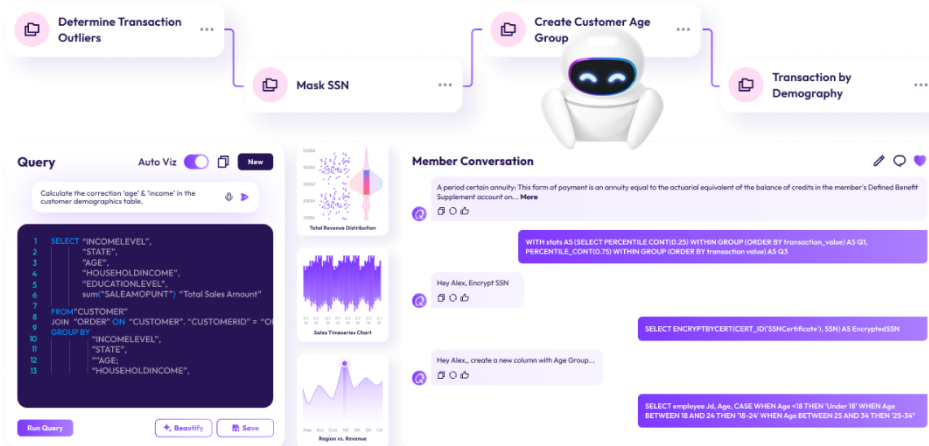 Determine Transaction
Outliers
Mask SSN
Create Customer Age
Group
Transaction by
Demography
Query
Auto Viz
New
Calculate the correction 'age' & 'income' in the
customer demographics table.
1 SELECT "INCOMELEVEL",
2 "STATE",
3 "AGE",
4 "HOUSEHOLDINCOME",
5 "EDUCATIONLEVEL",
6 sum("SALEAMOPUNT") "Total Sales Amount"
7
8 FROM"CUSTOMER"
9 JOIN "ORDER" ON "CUSTOMER". "CUSTOMERID" =
GROUP BY
10 "INCOMELEVEL",
11 "STATE",
12 ""AGE;
13 "HOUSEHOLDINCOME",
Run Query
Beautify
Save
500M
400M
300M
200M
100M
Total Revenue Distribution
Sales Timeseries Chart
Region vs. Revenue
Member Conversation
A period certain annuity: This form of payment is an annuity equal to the actuarial equivalent of the balance of credits in the member's Defined Benefit
Supplement account on... More
WITH stats AS (SELECT PERCENTILE CONT(0.25) WITHIN GROUP (ORDER BY transaction_value) AS Q1,
PERCENTILE_CONT(0.75) WITHIN GROUP (ORDER BY transaction value) AS Q3
Hey Alex, Encrypt SSN
SELECT ENCRYPTBYCERT(CERT_ID('SSNCertificate'), SSN) AS EncryptedSSN
Hey Alex,, create a new column with Age Group...
SELECT employee Jd, Age, CASE WHEN Age <18 THEN 'Under 18' WHEN Age
BETWEEN 18 AND 24 THEN '18-24' WHEN Age BETWEEN 25 AND 34 THEN '25-34"